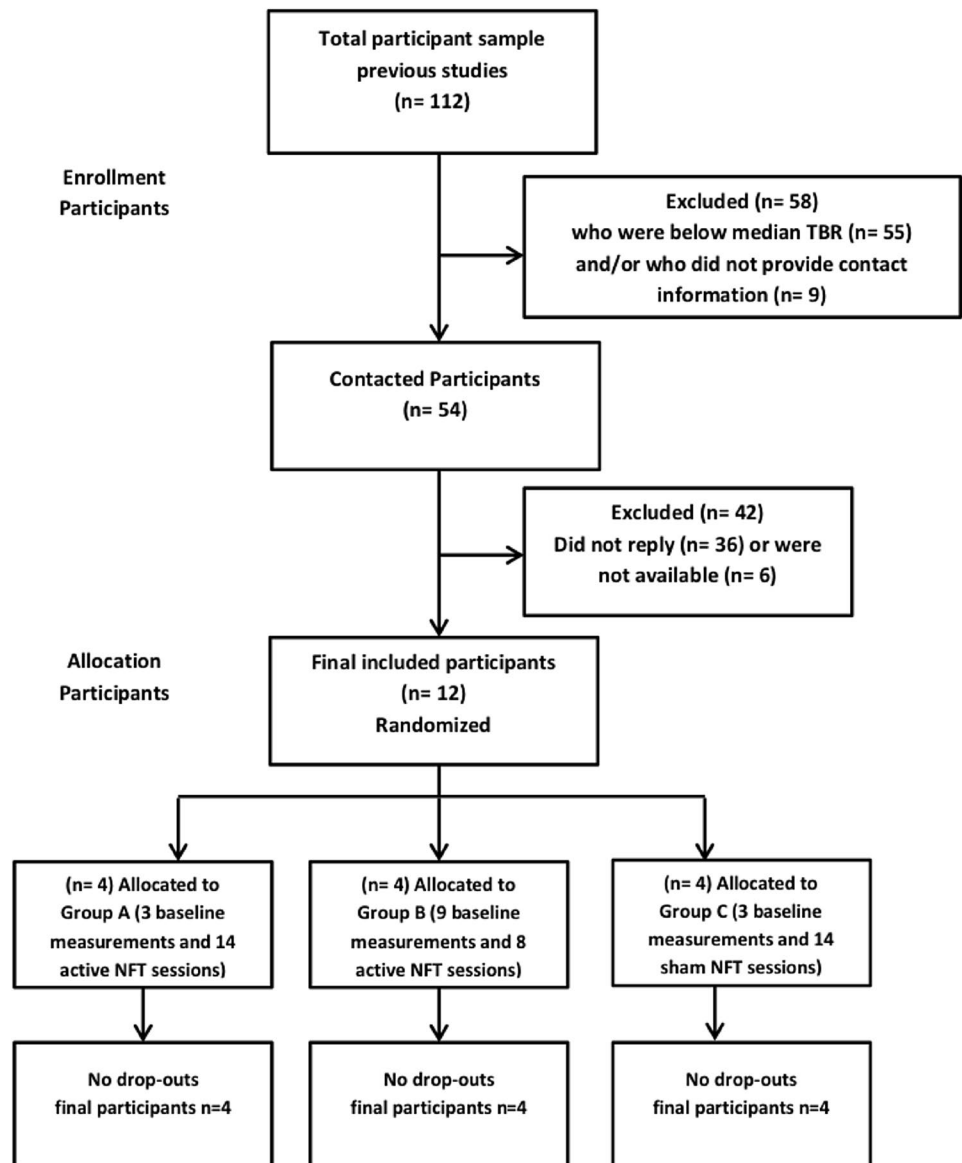 Total participant sample
previous studies
(n= 112)
Enrollment
Participants
Excluded (n= 58)
who were below median TBR (n= 55)
and/or who did not provide contact
information (n= 9)
Contacted Participants
(n= 54)
Excluded (n= 42)
Did not reply (n= 36) or were
not available (n= 6)
Allocation
Participants
Final included participants
(n= 12)
Randomized
(n= 4) Allocated to
Group A (3 baseline
measurements and 14
active NFT sessions)
(n= 4) Allocated to
Group B (9 baseline
measurements and 8
active NFT sessions)
(n= 4) Allocated to
Group C (3 baseline
measurements and 14
sham NFT sessions)
No drop-outs
final participants n=4
No drop-outs
final participants n=4
No drop-outs
final participants n=4